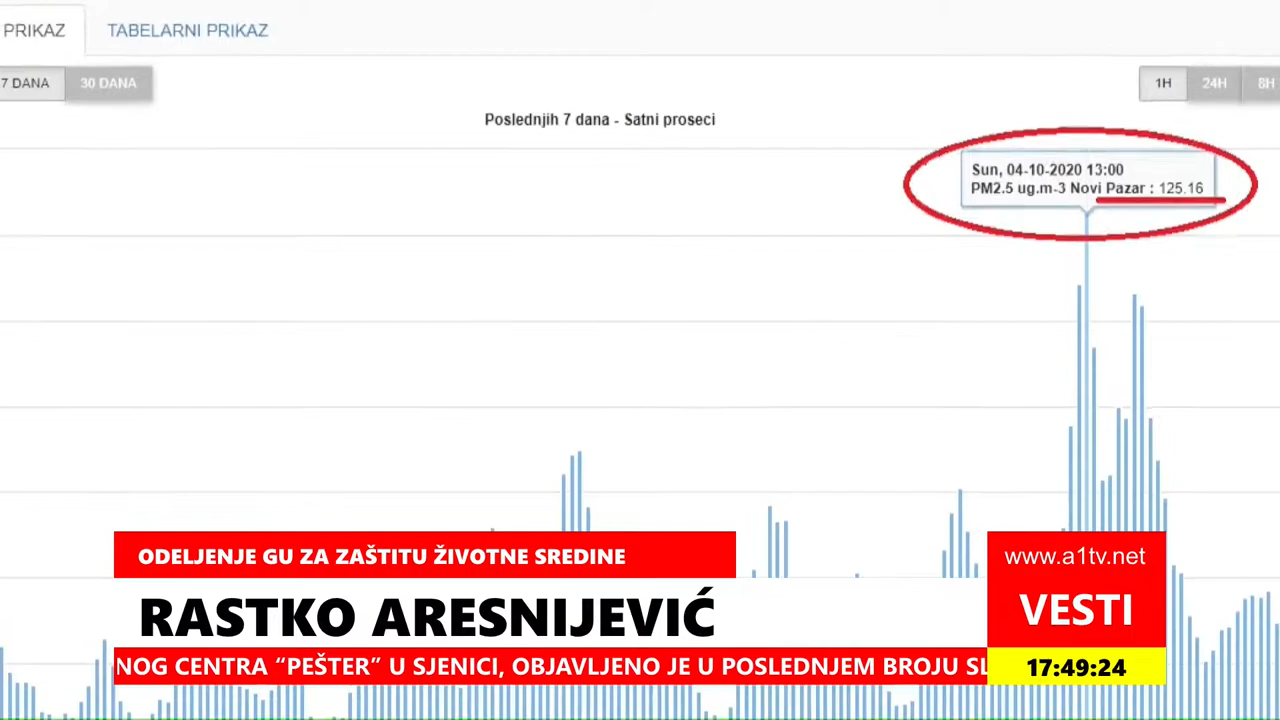 PRIKAZ
TABELARNI PRIKAZ
7 DANA
30 DANA
1H
24H
8H
Poslednjih 7 dana - Satni proseci
Sun, 04-10-2020 13:00
PM2.5 ug.m-3 Novi Pazar : 125.16
ODELJENJE GU ZA ZAŠTITU ŽIVOTNE SREDINE
RASTKO ARESNIJEVIĆ
www.a1tv.net
VESTI
NOG CENTRA “PEŠTER” U SJENICI, OBJAVLJENO JE U POSLEDNJEM BROJU SL
17:49:24